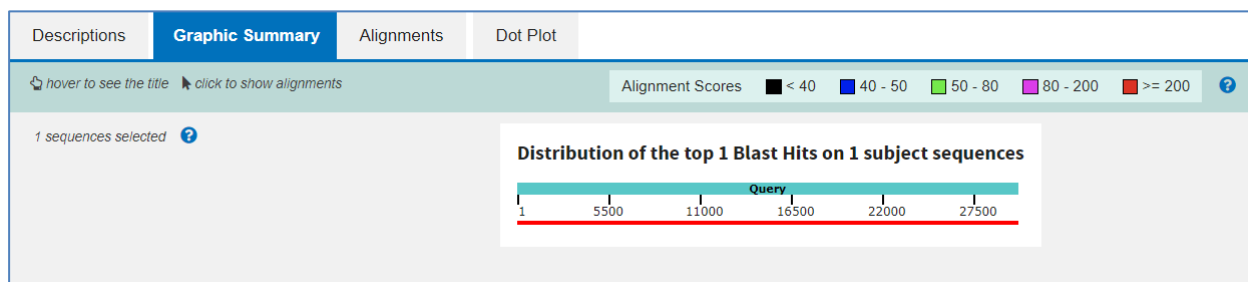 Descriptions Graphic Summary Alignments Dot Plot
hover to see the title click to show alignments Alignment Scores < 40 40 - 50 50 - 80 80 - 200 >= 200 ?
1 sequences selected ?
Distribution of the top 1 Blast Hits on 1 subject sequences
Query
1 5500 11000 16500 22000 27500